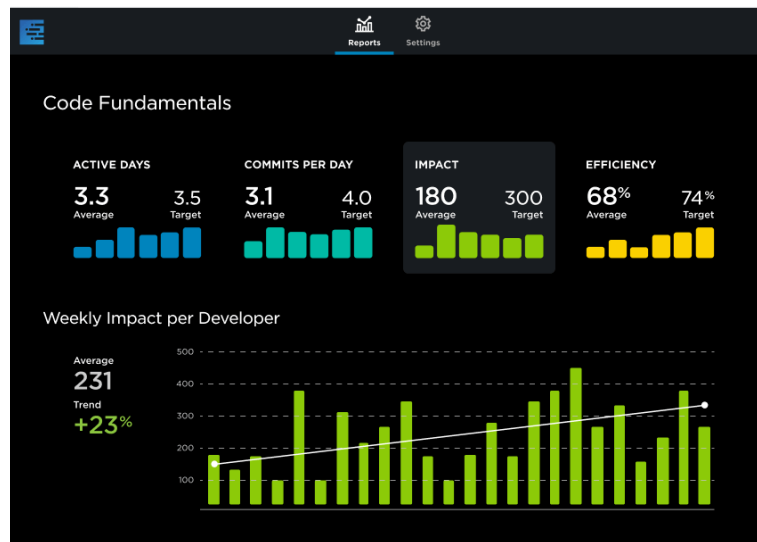 Reports Settings
Code Fundamentals
ACTIVE DAYS
3.3 3.5
Average Target
COMMITS PER DAY
3.1 4.0
Average Target
IMPACT
180 300
Average Target
EFFICIENCY
68% 74%
Average Target
Weekly Impact per Developer
Average
231
Trend
+23%
500
400
300
200
100